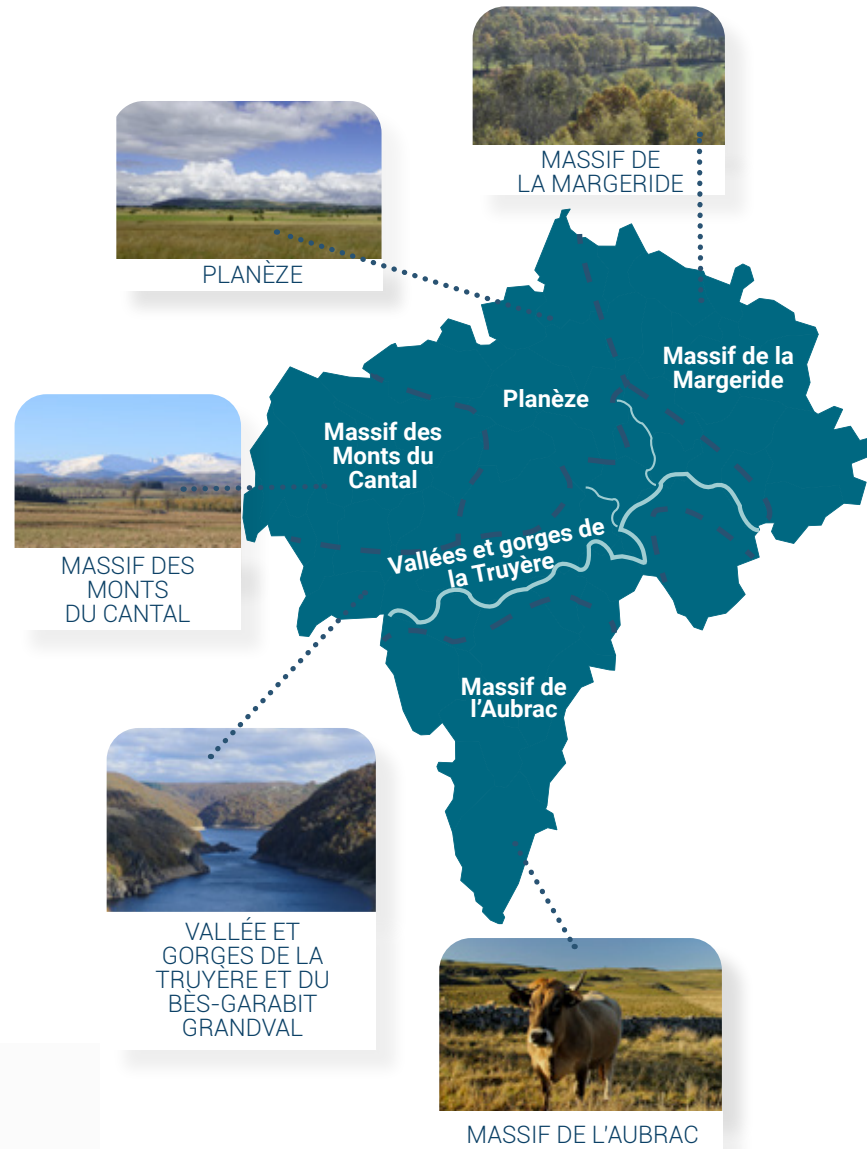 MASSIF DE
LA MARGERIDE
PLANÈZE
Massif de la
Margeride
Planèze
Massif des
Monts du
Cantal
MASSIF DES
MONTS
DU CANTAL
Vallées et gorges de
la Truyère
Massif de
l'Aubrac
VALLÉE ET
GORGES DE LA
TRUYÈRE ET DU
BÈS-GARABIT
GRANDVAL
MASSIF DE L'AUBRAC